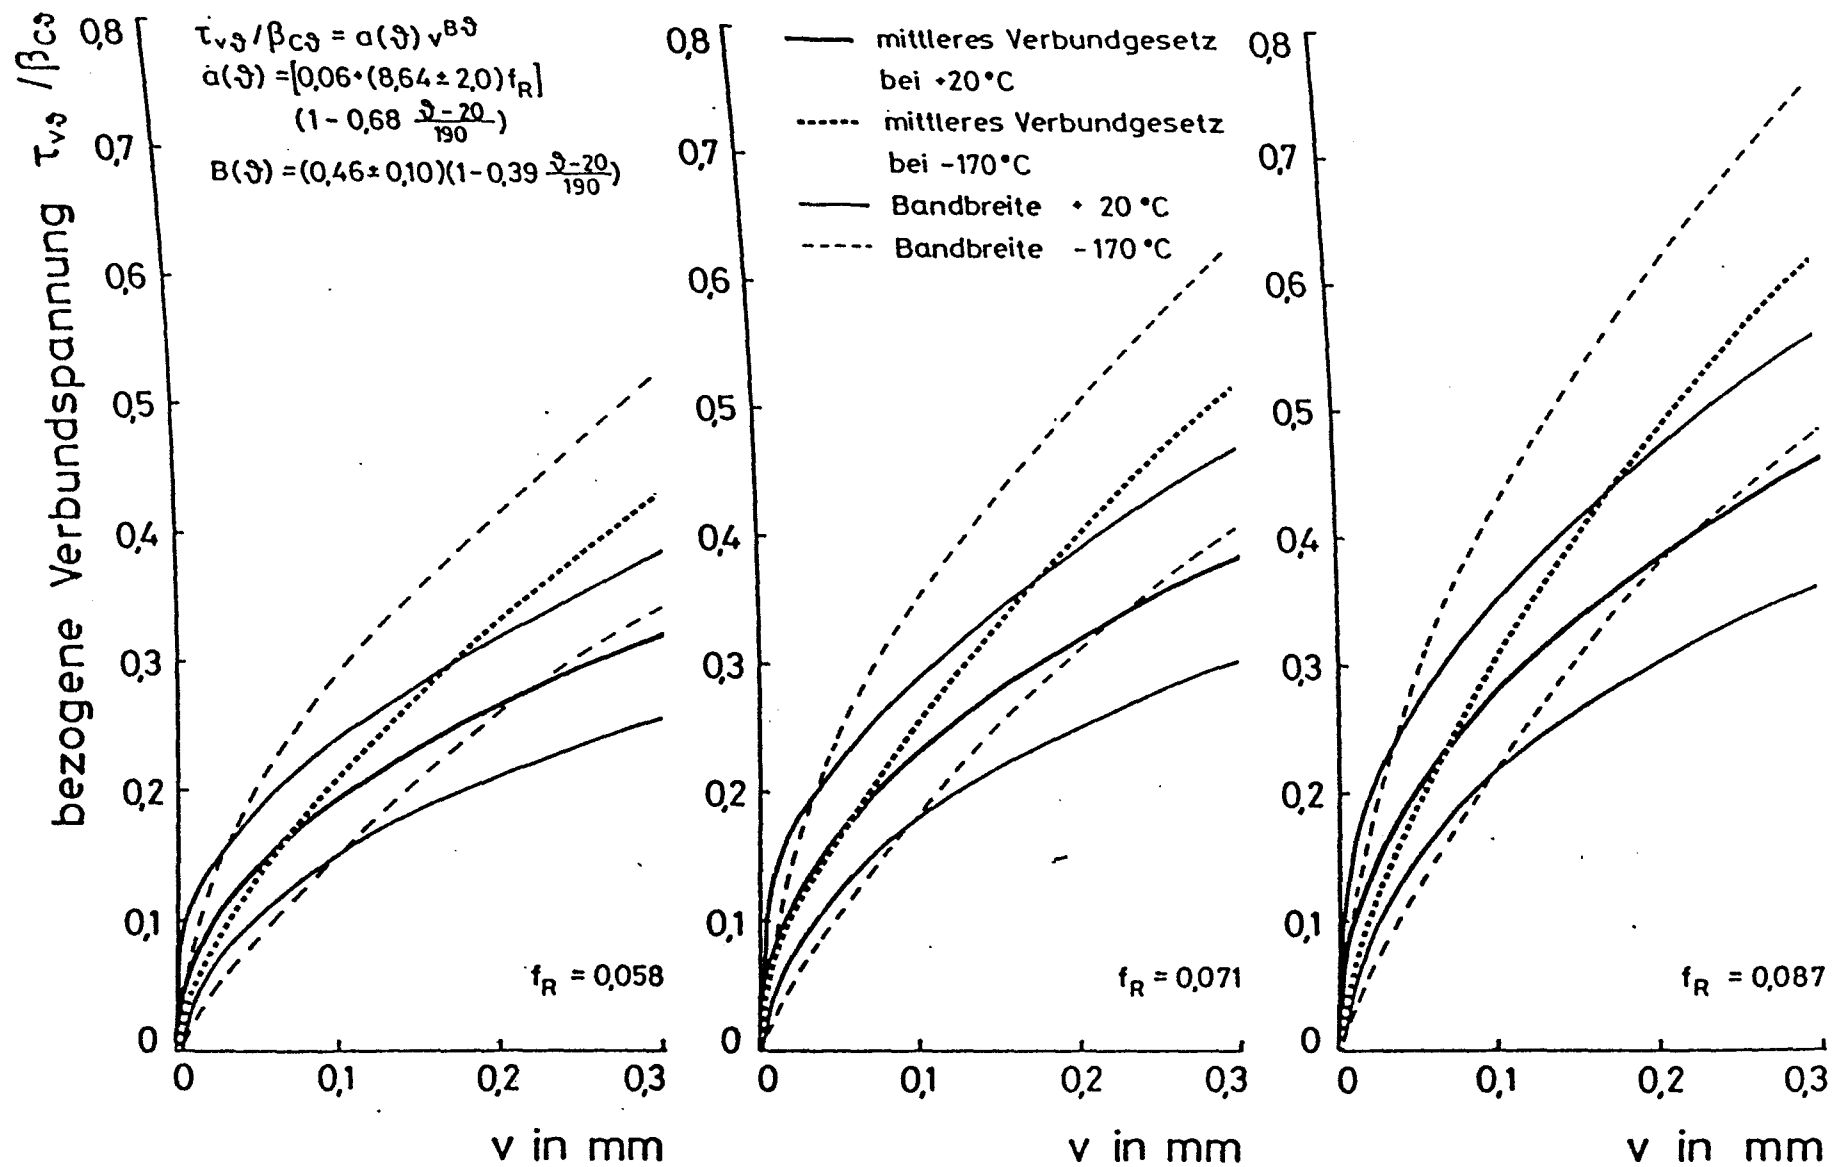 bezogene Verbundspannung τvϑ /βCϑ
τvϑ/βCϑ = a(ϑ) v^Bϑ
a(ϑ) = [0,06+(8,64±2,0)fR]
(1-0,68 (ϑ-20)/190)
B(ϑ) = (0,46±0,10)(1-0,39 (ϑ-20)/190)
mittleres Verbundgesetz
bei +20°C
mittleres Verbundgesetz
bei -170°C
Bandbreite + 20°C
Bandbreite -170°C
0,8
0,7
0,6
0,5
0,4
0,3
0,2
0,1
0
fR = 0,058
0 0,1 0,2 0,3
v in mm
0,8
0,7
0,6
0,5
0,4
0,3
0,2
0,1
0
fR = 0,071
0 0,1 0,2 0,3
v in mm
0,8
0,7
0,6
0,5
0,4
0,3
0,2
0,1
0
fR = 0,087
0 0,1 0,2 0,3
v in mm